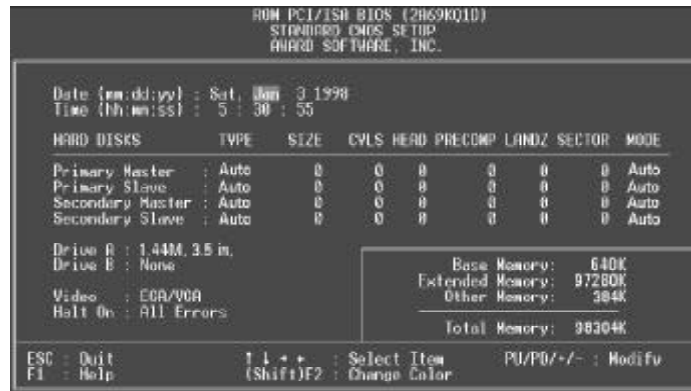 ROM PCI/ISA BIOS (2A69KQ1D)
STANDARD CMOS SETUP
AWARD SOFTWARE, INC.
Date (mm:dd:yy) : Sat, Jan 3 1998
Time (hh:mm:ss) : 5 : 30 : 55
HARD DISKS TYPE SIZE CYLS HEAD PRECOMP LANDZ SECTOR MODE
Primary Master : Auto 0 0 0 0 0 0 Auto
Primary Slave : Auto 0 0 0 0 0 0 Auto
Secondary Master : Auto 0 0 0 0 0 0 Auto
Secondary Slave : Auto 0 0 0 0 0 0 Auto
Drive A : 1.44M, 3.5 in.
Drive B : None
Video : EGA/VGA
Halt On : All Errors
Base Memory: 640K
Extended Memory: 97280K
Other Memory: 384K
Total Memory: 98304K
ESC : Quit ↑ ↓ → ← : Select Item PU/PD/+/- : Modify
F1 : Help (Shift)F2 : Change Color